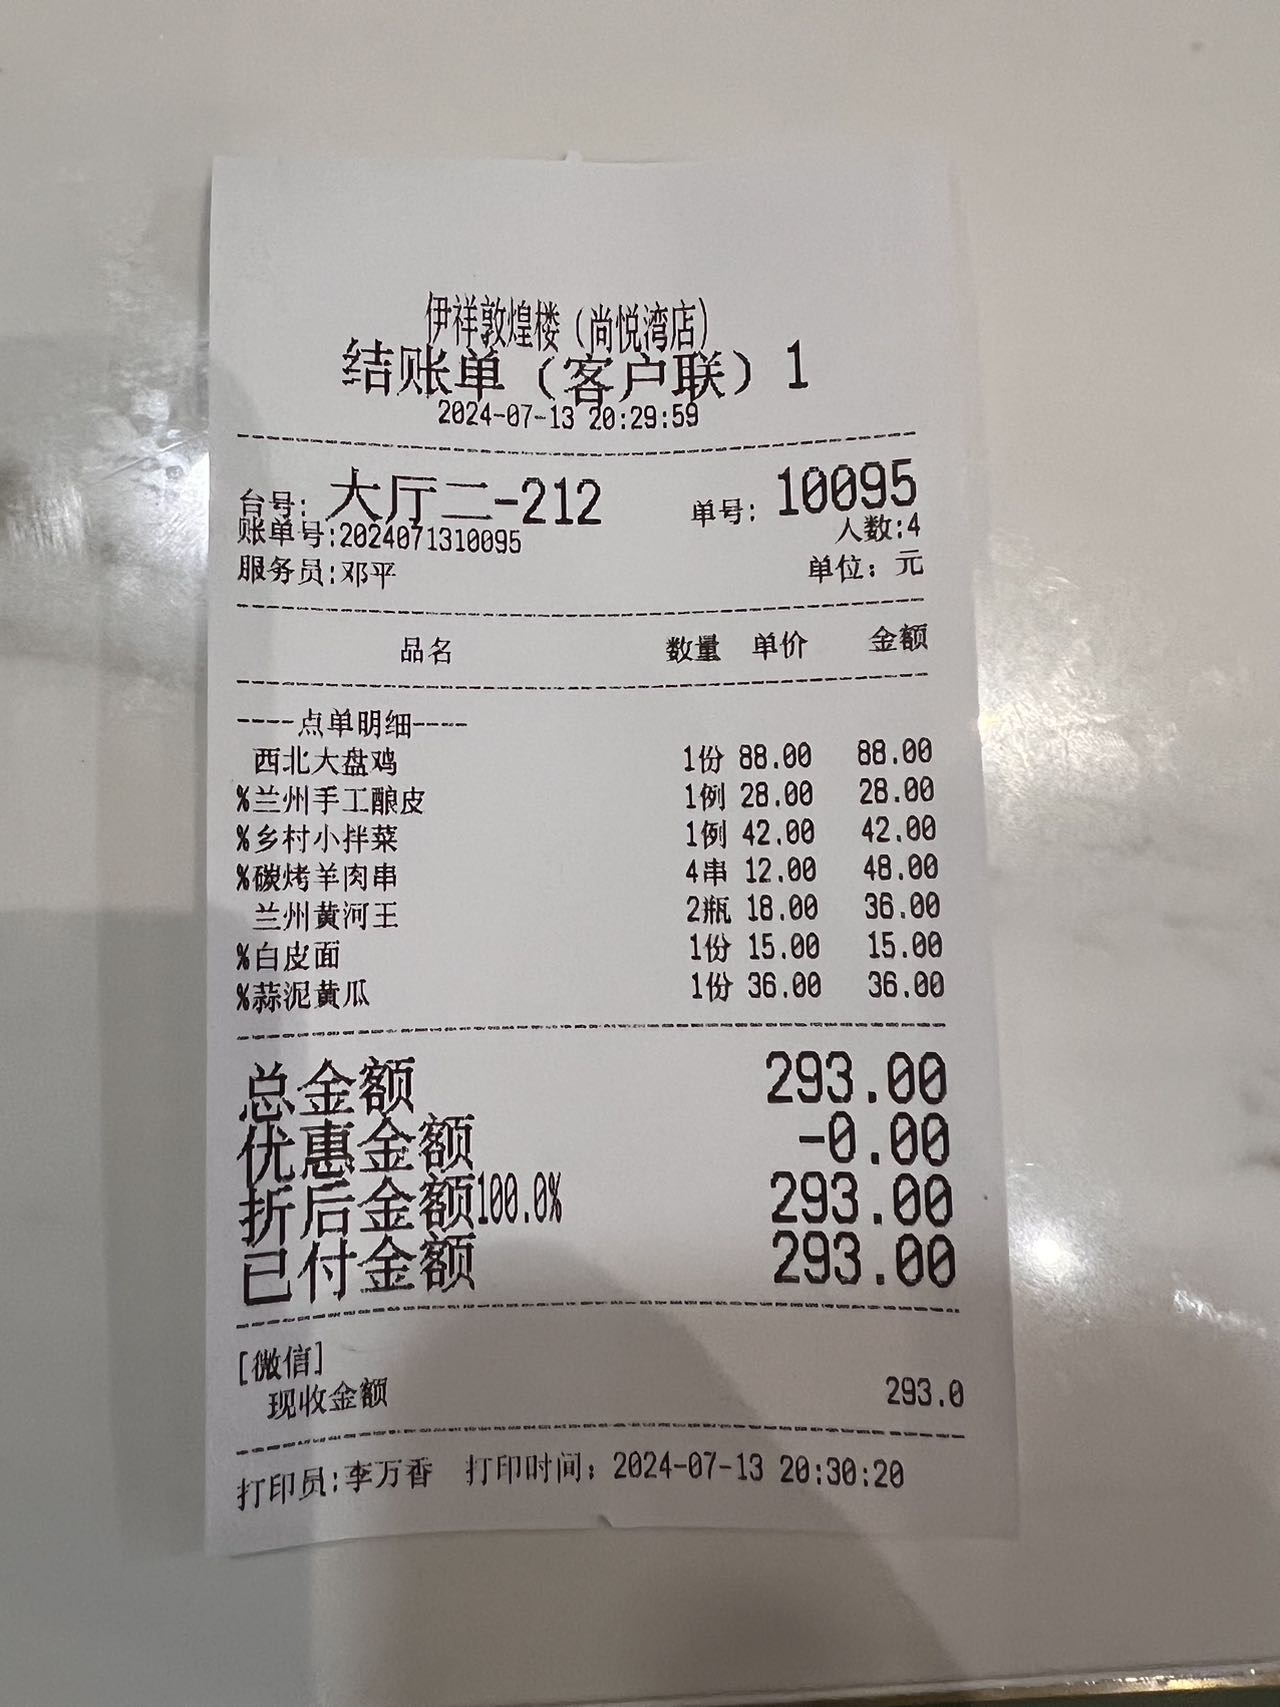 伊祥敦煌楼（尚悦湾店）
结账单（客户联）1
2024-07-13 20:29:59
台号: 大厅二-212 单号: 10095
账单号:2024071310095 人数:4
服务员:邓平 单位：元
品名 数量 单价 金额
----点单明细----
西北大盘鸡 1份 88.00 88.00
%兰州手工酿皮 1例 28.00 28.00
%乡村小拌菜 1例 42.00 42.00
%碳烤羊肉串 4串 12.00 48.00
兰州黄河王 2瓶 18.00 36.00
%白皮面 1份 15.00 15.00
%蒜泥黄瓜 1份 36.00 36.00
总金额 293.00
优惠金额 -0.00
折后金额100.0% 293.00
已付金额 293.00
[微信]
现收金额 293.0
打印员:李万香 打印时间：2024-07-13 20:30:20